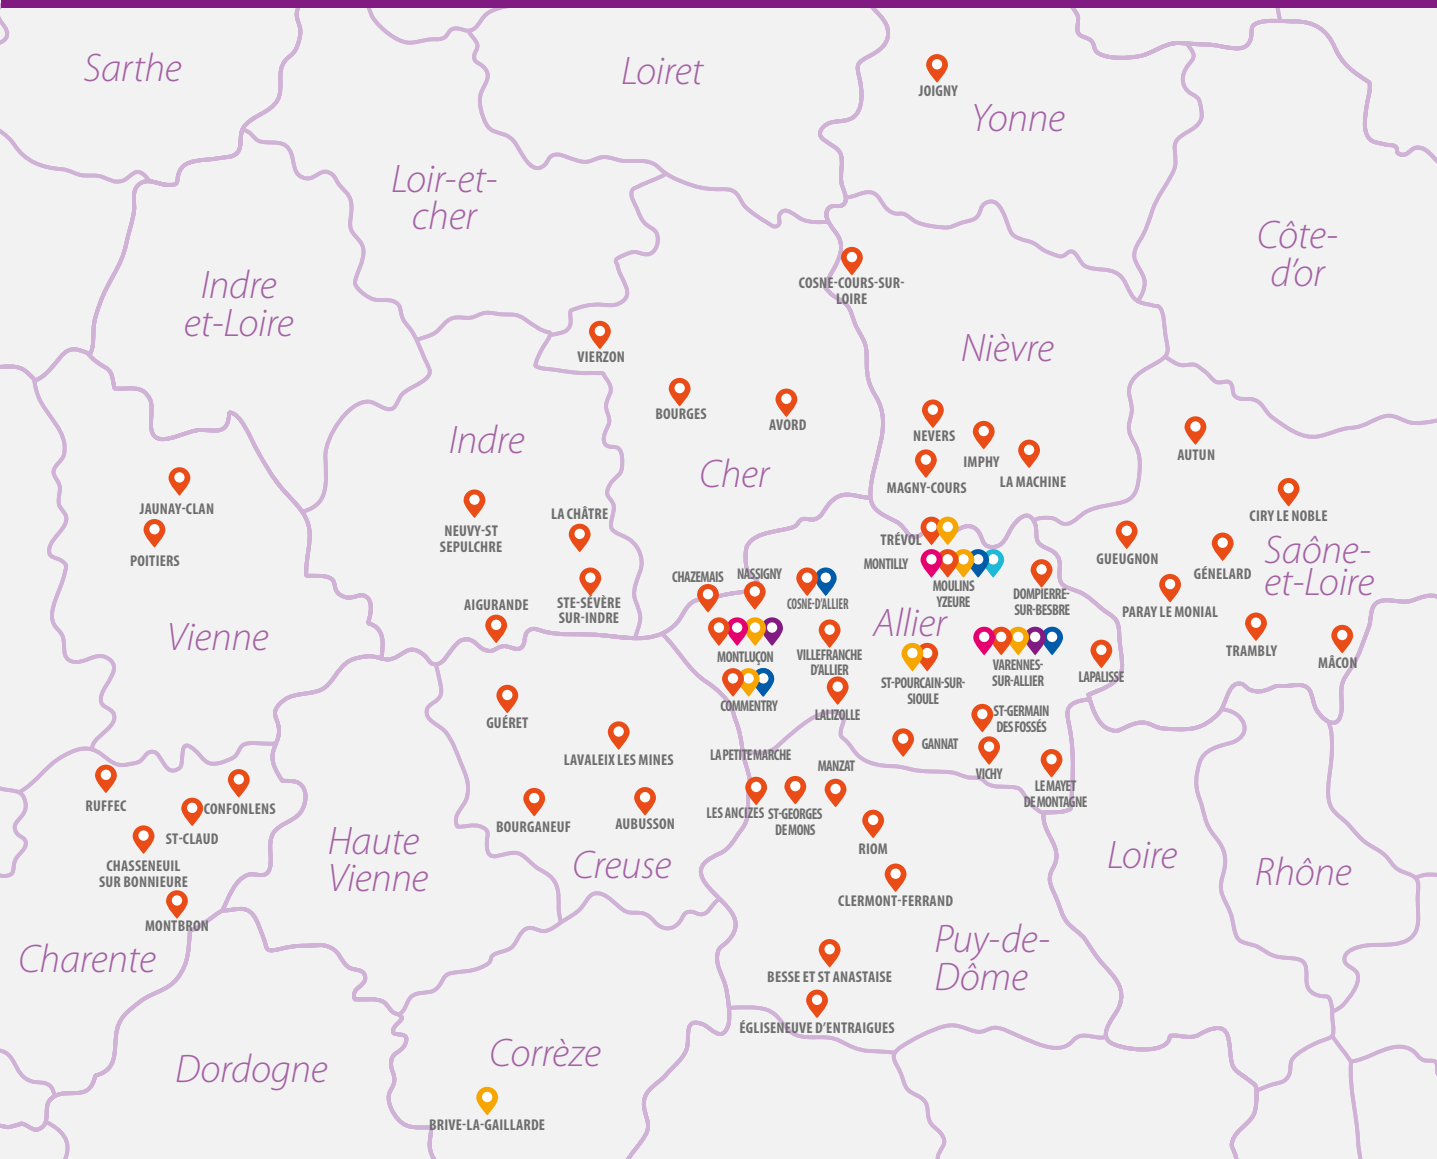 Sarthe
Loiret
JOIGNY
Yonne
Loir-et-
cher
Côte-
d'or
Indre
et-Loire
COSNE-COURS-SUR-
LOIRE
Nièvre
VIERZON
BOURGES
AVORD
NEVERS
IMPHY
LA MACHINE
MAGNY-COURS
AUTUN
Indre
Cher
JAUNAY-CLAN
POITIERS
NEUVY-ST
SEPULCHRE
LA CHÂTRE
STE-SÉVÈRE
SUR-INDRE
AIGURANDE
CIRY LE NOBLE
GUEUGNON
GÉNELARD
Saône-
et-Loire
PARAY LE MONIAL
TRAMBLY
MÂCON
TRÉVOL
MONTILLY
MOULINS
YZEURE
DOMPIERRE-
SUR-BESBRE
CHAZEMAIS
NASSIGNY
COSNE-D'ALLIER
Allier
Vienne
MONTLUÇON
VILLEFRANCHE
D'ALLIER
VARENNES-
SUR-ALLIER
LAPALISSE
ST-POURCAIN-SUR-
SIOULE
COMMENTRY
LALIZOLLE
ST-GERMAIN
DES FOSSÉS
GUÉRET
LAVALEIX LES MINES
LA PETITE MARCHE
GANNAT
VICHY
MANZAT
LE MAYET
DE MONTAGNE
RUFFEC
CONFONLENS
ST-CLAUD
CHASSENEUIL
SUR BONNIEURE
MONTBRON
BOURGANEUF
AUBUSSON
LES ANCIZES
ST-GEORGES
DE MONS
RIOM
Haute
Vienne
Creuse
Loire
Rhône
CLERMONT-FERRAND
Charente
Puy-de-
Dôme
BESSE ET ST ANASTAISE
ÉGLISENEUVE D'ENTRAIGUES
Dordogne
Corrèze
BRIVE-LA-GAILLARDE